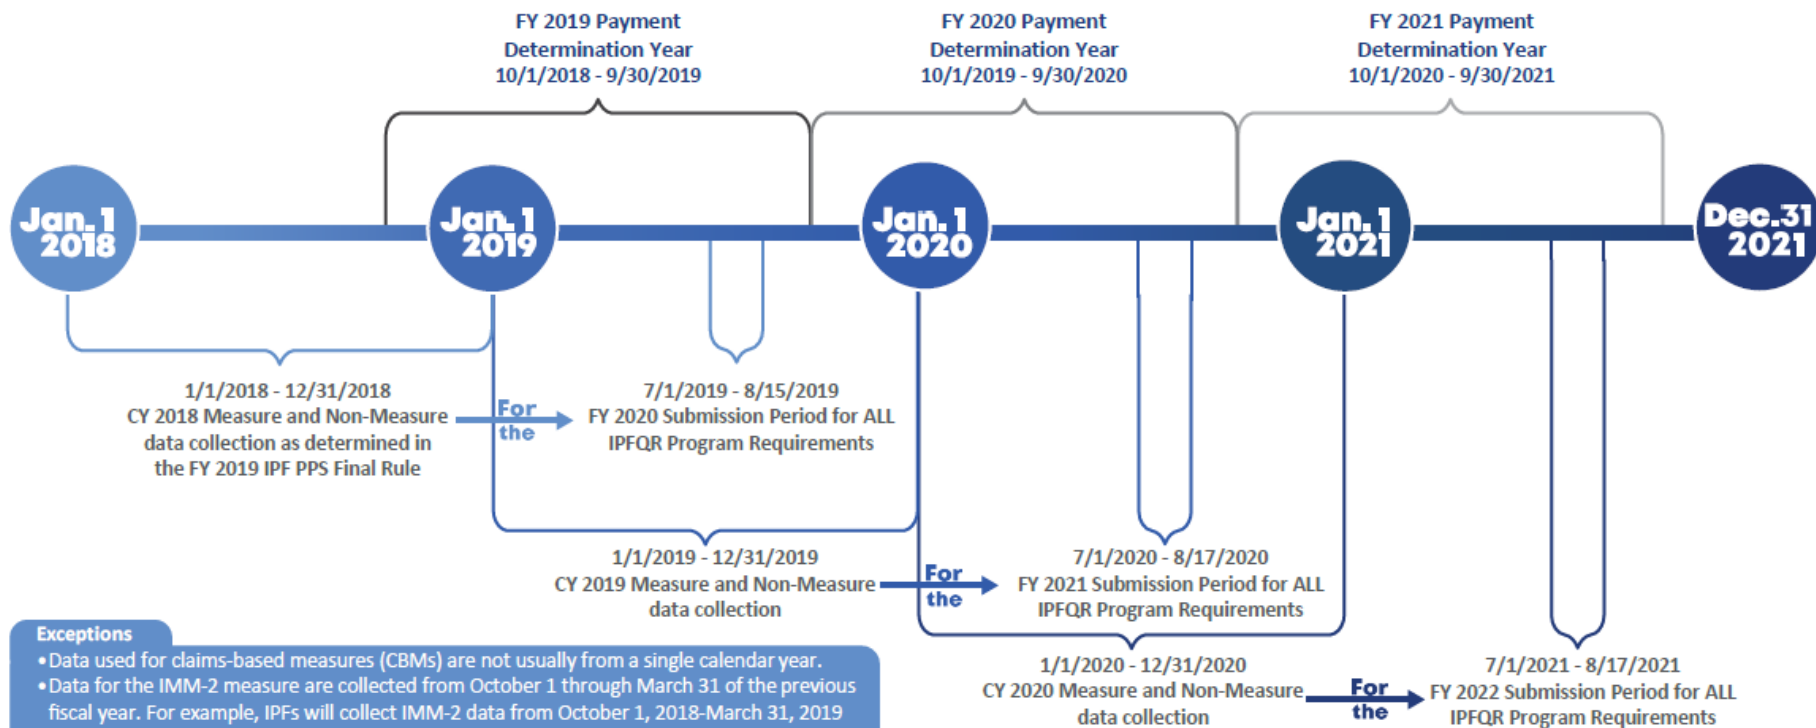 FY 2019 Payment
Determination Year
10/1/2018 - 9/30/2019
FY 2020 Payment
Determination Year
10/1/2019 - 9/30/2020
FY 2021 Payment
Determination Year
10/1/2020 - 9/30/2021
Jan. 1
2018
Jan. 1
2019
Jan. 1
2020
Jan. 1
2021
Dec.31
2021
1/1/2018 - 12/31/2018
CY 2018 Measure and Non-Measure
data collection as determined in
the FY 2019 IPF PPS Final Rule
For
the
7/1/2019 - 8/15/2019
FY 2020 Submission Period for ALL
IPFQR Program Requirements
1/1/2019 - 12/31/2019
CY 2019 Measure and Non-Measure
data collection
For
the
7/1/2020 - 8/17/2020
FY 2021 Submission Period for ALL
IPFQR Program Requirements
1/1/2020 - 12/31/2020
CY 2020 Measure and Non-Measure
data collection
For
the
7/1/2021 - 8/17/2021
FY 2022 Submission Period for ALL
IPFQR Program Requirements
Exceptions
•Data used for claims-based measures (CBMs) are not usually from a single calendar year.
•Data for the IMM-2 measure are collected from October 1 through March 31 of the previous
fiscal year. For example, IPFs will collect IMM-2 data from October 1, 2018-March 31, 2019